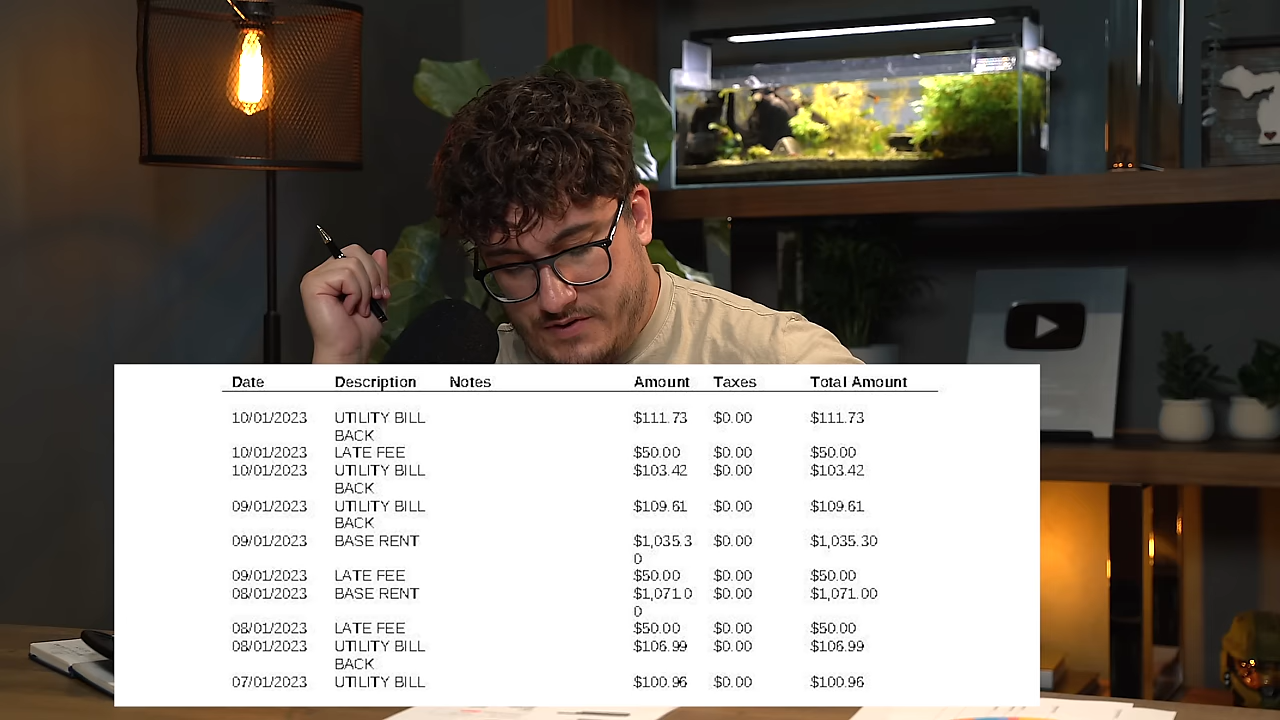 Date Description Notes Amount Taxes Total Amount
10/01/2023 UTILITY BILL $111.73 $0.00 $111.73
BACK
10/01/2023 LATE FEE $50.00 $0.00 $50.00
10/01/2023 UTILITY BILL $103.42 $0.00 $103.42
BACK
09/01/2023 UTILITY BILL $109.61 $0.00 $109.61
BACK
09/01/2023 BASE RENT $1,035.3 $0.00 $1,035.30
0
09/01/2023 LATE FEE $50.00 $0.00 $50.00
08/01/2023 BASE RENT $1,071.0 $0.00 $1,071.00
0
08/01/2023 LATE FEE $50.00 $0.00 $50.00
08/01/2023 UTILITY BILL $106.99 $0.00 $106.99
BACK
07/01/2023 UTILITY BILL $100.96 $0.00 $100.96